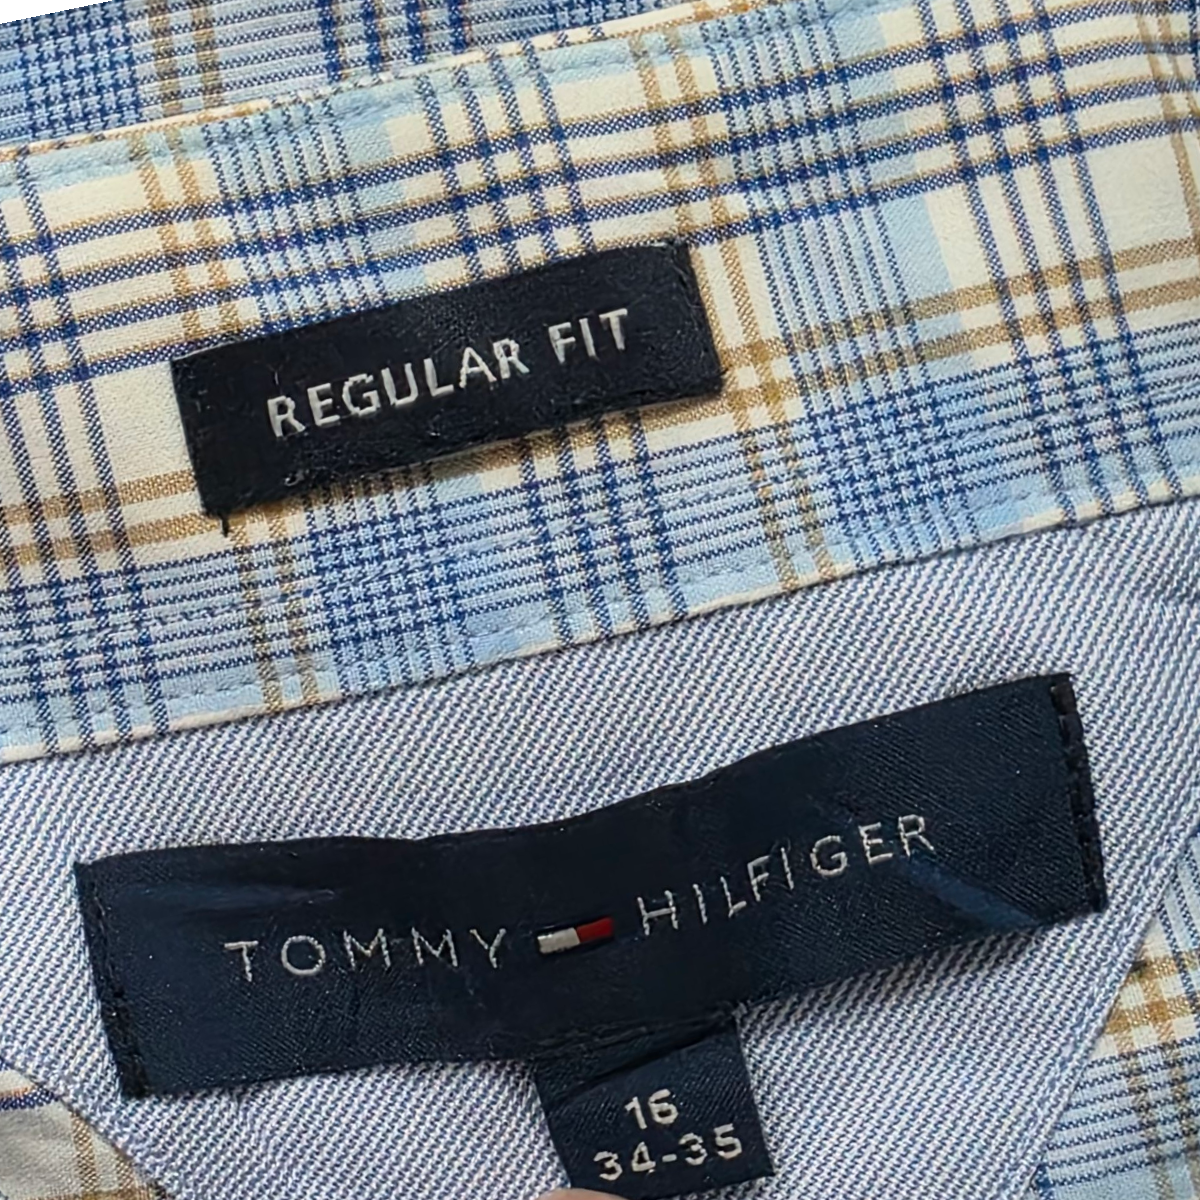 REGULAR FIT
TOMMY HILFIGER
16
34-35